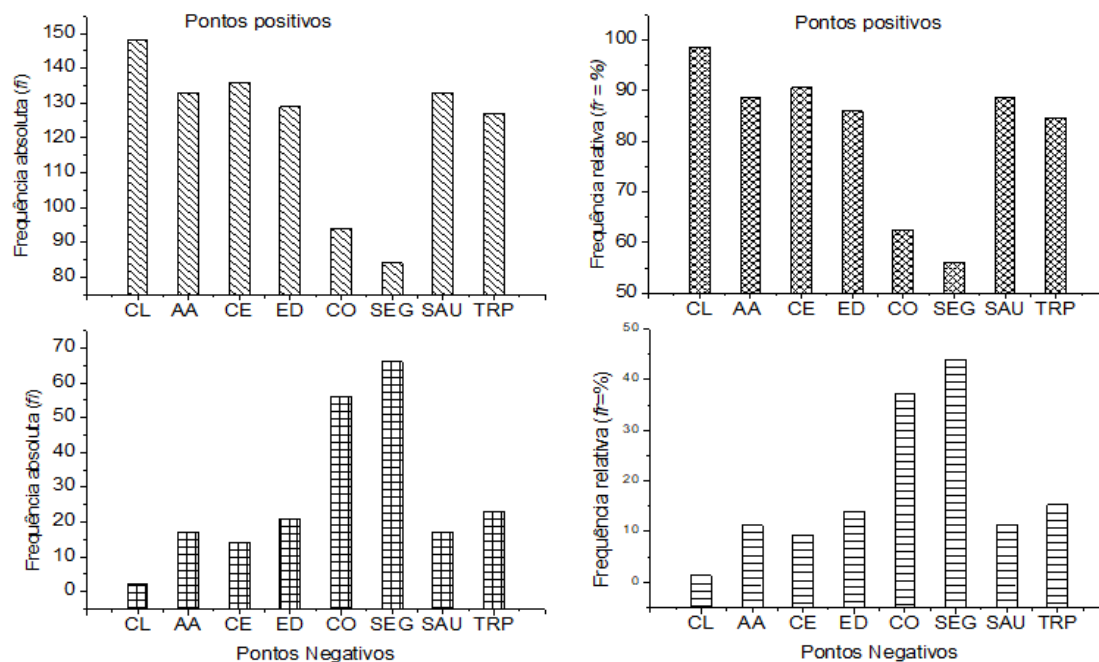 Pontos positivos
Frequência absoluta (fi)
150
140
130
120
110
100
90
80
CL AA CE ED CO SEG SAU TRP
Pontos positivos
Frequência relativa (fr = %)
100
90
80
70
60
50
CL AA CE ED CO SEG SAU TRP
Frequência absoluta (fi)
70
60
50
40
30
20
10
0
CL AA CE ED CO SEG SAU TRP
Pontos Negativos
Frequência relativa (fr=%)
50
40
30
20
10
0
CL AA CE ED CO SEG SAU TRP
Pontos Negativos